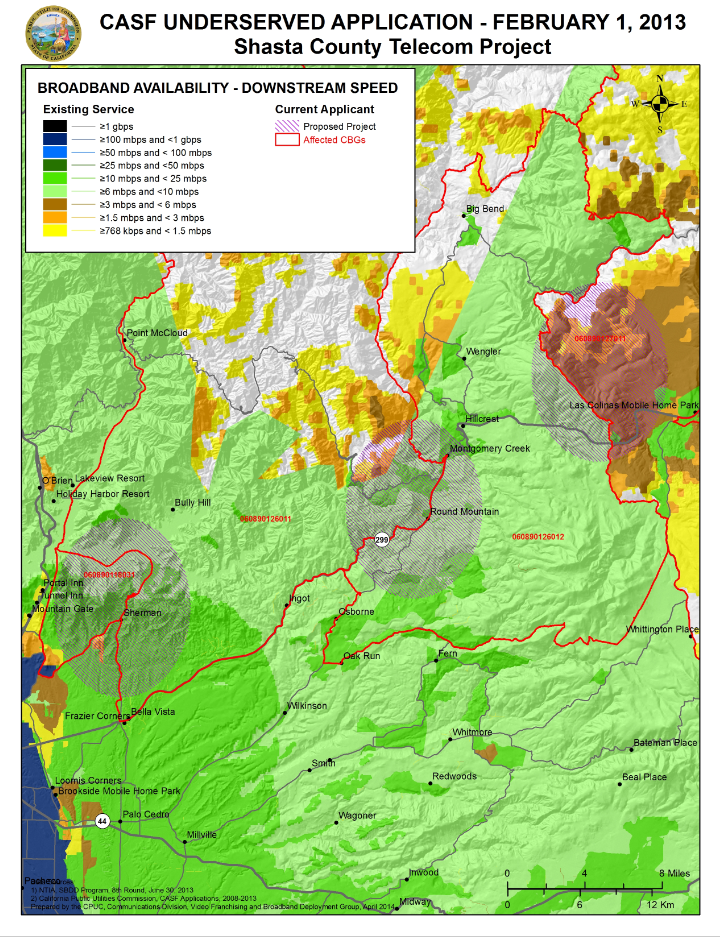 CASF UNDERSERVED APPLICATION - FEBRUARY 1, 2013
Shasta County Telecom Project
BROADBAND AVAILABILITY - DOWNSTREAM SPEED
Existing Service
≥1 gbps
≥100 mbps and <1 gbps
≥50 mbps and < 100 mbps
≥25 mbps and <50 mbps
≥10 mbps and < 25 mbps
≥6 mbps and <10 mbps
≥3 mbps and < 6 mbps
≥1.5 mbps and < 3 mbps
≥768 kbps and < 1.5 mbps
Current Applicant
Proposed Project
Affected CBGs
N
W E
S
Big Bend
Point McCloud
Wengler
Las Colinas Mobile Home Park
Hillcrest
Montgomery Creek
O'Brien
Lakeview Resort
Holiday Harbor Resort
Bully Hill
060890126011
Round Mountain
299
060890126012
Portal Inn
Tunnel Inn
Mountain Gate
Sherman
Ingot
Osborne
Whittington Place
Oak Run
Fern
Frazier Corners
Bella Vista
Wilkinson
Whitmore
Bateman Place
Smith
Redwoods
Beal Place
Loomis Corners
Brookside Mobile Home Park
44
Palo Cedro
Wagoner
Millville
Inwood
Pacheco
Midway
0 4 8 Miles
0 6 12 Km
1) NTIA, SBDD Program, 8th Round, June 30, 2013
2) California Public Utilities Commission, CASF Applications, 2008-2013
Prepared by the CPUC, Communications Division, Video Franchising and Broadband Deployment Group, April 2014